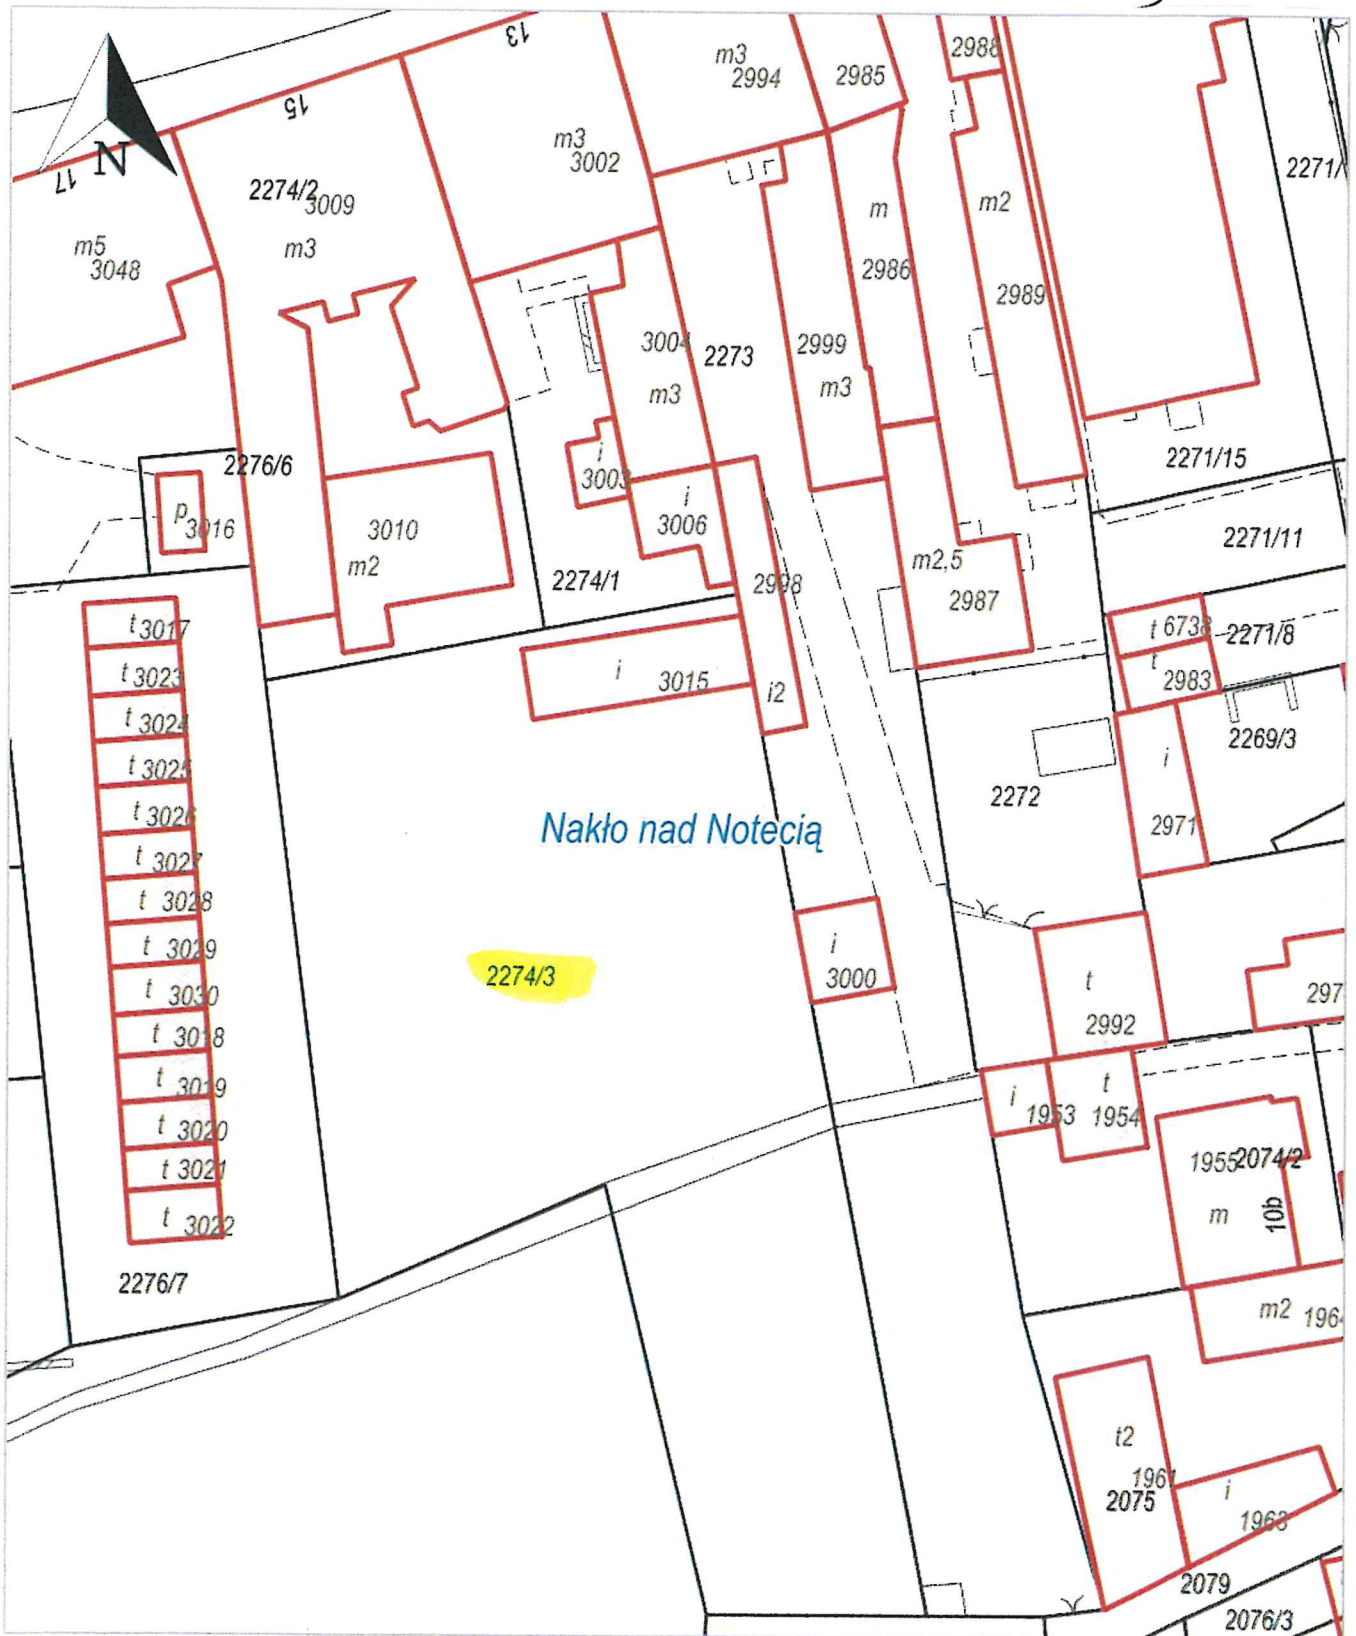 13
15
17
N
m3
2994
2985
2988
m3
3002
2274/2
3009
m3
m5
3048
m
2986
m2
2989
2271/
3004
m3
2273
2999
m3
i
3003
i
3006
2276/6
p
3016
3010
m2
2274/1
2998
m2,5
2987
2271/15
2271/11
t 6738
2271/8
t
2983
2269/3
i
2971
2272
i 3015
i2
t 3017
t 3023
t 3024
t 3025
t 3026
t 3027
t 3028
t 3029
t 3030
t 3018
t 3019
t 3020
t 3021
t 3022
2276/7
Nakło nad Notecią
2274/3
i
3000
t
2992
297
i 1953
t
1954
1955
2074/2
m
10b
m2 196
t2
1961
2075
i
1963
2079
2076/3